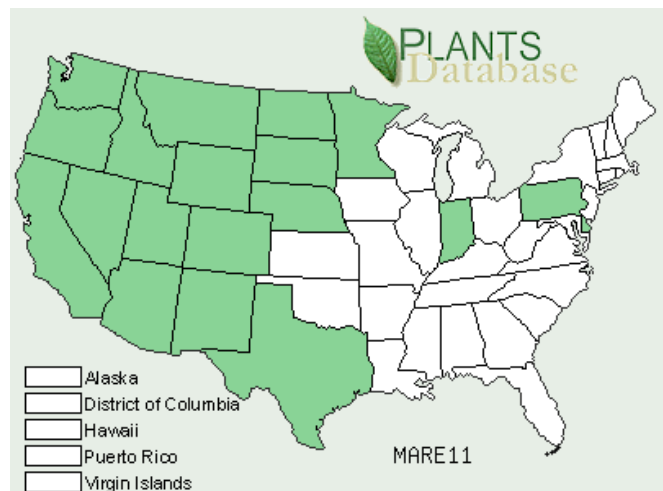 PLANTS
Database
Alaska
District of Columbia
Hawaii
Puerto Rico
MARE11
Virgin Islands